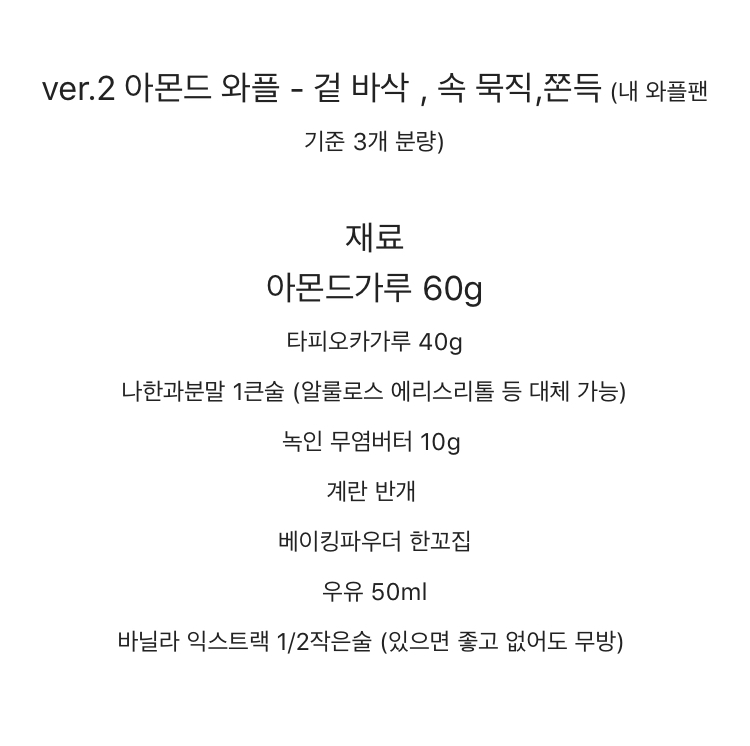 ver.2 아몬드 와플 - 겉 바삭 , 속 묵직,쫀득 (내 와플팬
기준 3개 분량)
재료
아몬드가루 60g
타피오카가루 40g
나한과분말 1큰술 (알룰로스 에리스리톨 등 대체 가능)
녹인 무염버터 10g
계란 반개
베이킹파우더 한꼬집
우유 50ml
바닐라 익스트랙 1/2작은술 (있으면 좋고 없어도 무방)